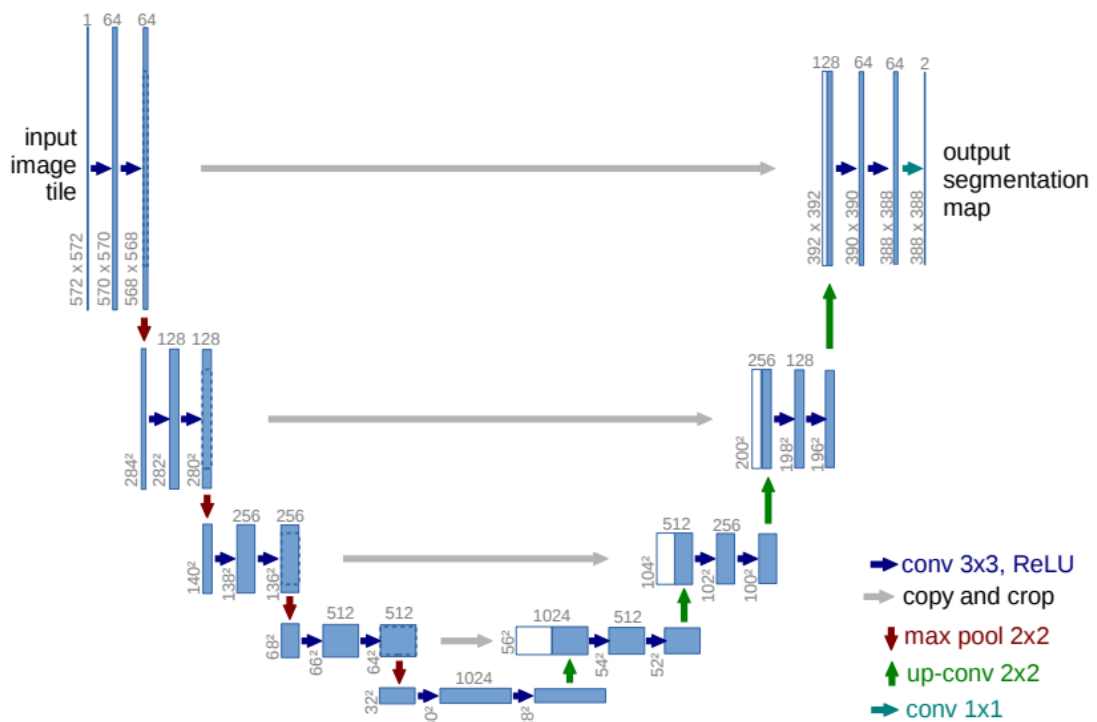 1 64 64
128 64 64 2
input
image
tile
output
segmentation
map
572 x 572
570 x 570
568 x 568
392 x 392
390 x 390
388 x 388
388 x 388
128 128
256 128
284²
282²
280²
200²
198²
196²
256 256
512 256
140²
138²
136²
104²
102²
100²
conv 3x3, ReLU
copy and crop
max pool 2x2
up-conv 2x2
conv 1x1
512 512
1024 512
68²
66²
64²
56²
54²
52²
1024
32²